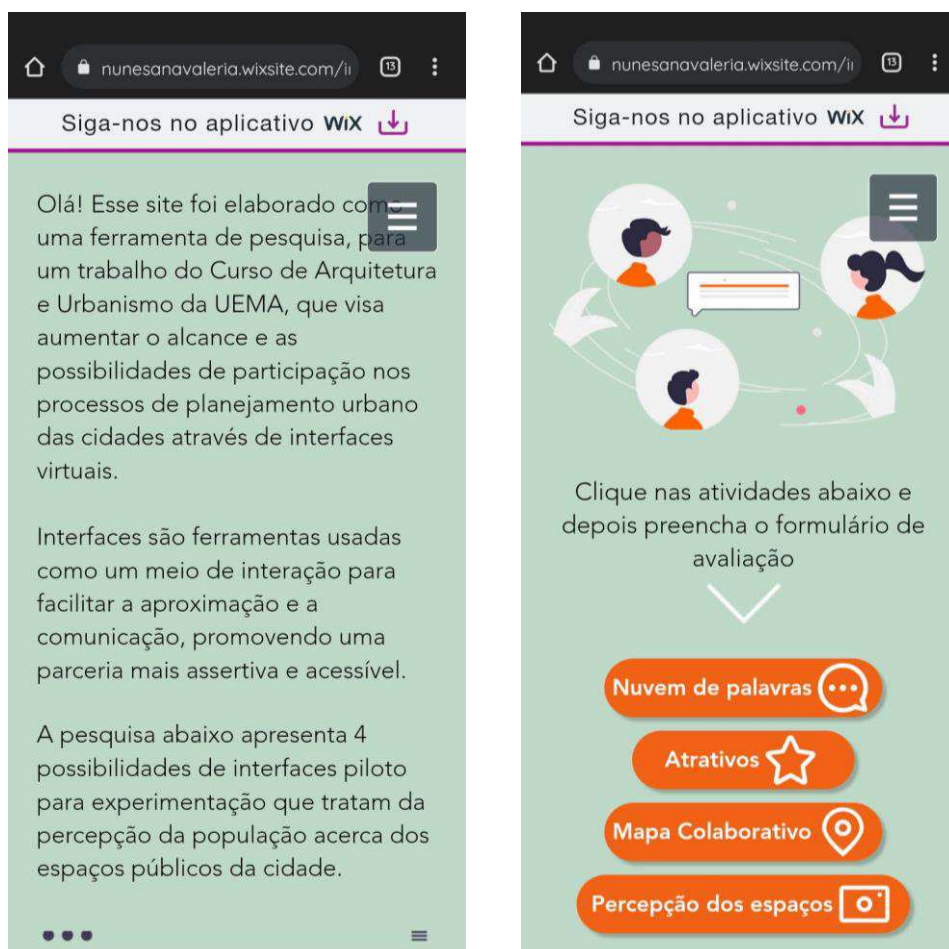 nunesanavaleria.wixsite.com/i
13
Siga-nos no aplicativo WiX
Olá! Esse site foi elaborado como
uma ferramenta de pesquisa, para
um trabalho do Curso de Arquitetura
e Urbanismo da UEMA, que visa
aumentar o alcance e as
possibilidades de participação nos
processos de planejamento urbano
das cidades através de interfaces
virtuais.
Interfaces são ferramentas usadas
como um meio de interação para
facilitar a aproximação e a
comunicação, promovendo uma
parceria mais assertiva e acessível.
A pesquisa abaixo apresenta 4
possibilidades de interfaces piloto
para experimentação que tratam da
percepção da população acerca dos
espaços públicos da cidade.
nunesanavaleria.wixsite.com/i
13
Siga-nos no aplicativo WiX
Clique nas atividades abaixo e
depois preencha o formulário de
avaliação
Nuvem de palavras
Atrativos
Mapa Colaborativo
Percepção dos espaços